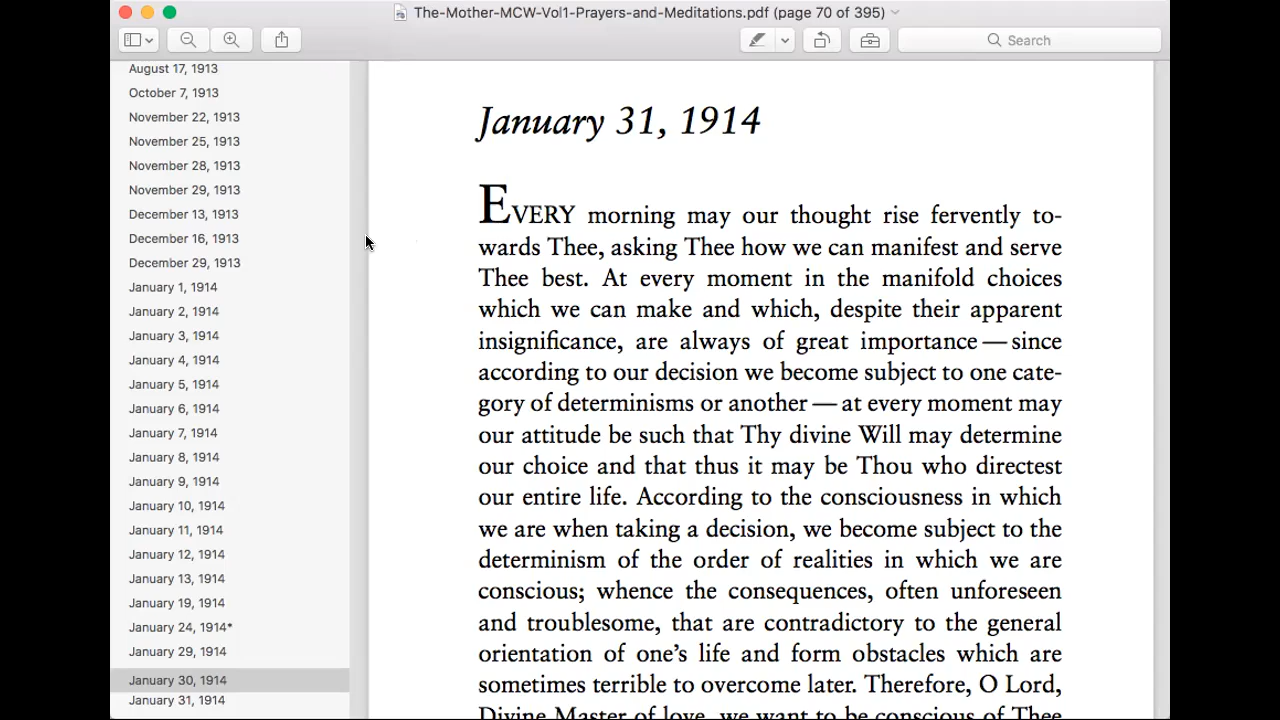 The-Mother-MCW-Vol1-Prayers-and-Meditations.pdf (page 70 of 395)
Search
August 17, 1913
October 7, 1913
November 22, 1913
November 25, 1913
November 28, 1913
November 29, 1913
December 13, 1913
December 16, 1913
December 29, 1913
January 1, 1914
January 2, 1914
January 3, 1914
January 4, 1914
January 5, 1914
January 6, 1914
January 7, 1914
January 8, 1914
January 9, 1914
January 10, 1914
January 11, 1914
January 12, 1914
January 13, 1914
January 19, 1914
January 24, 1914*
January 29, 1914
January 30, 1914
January 31, 1914
January 31, 1914
EVERY morning may our thought rise fervently to-
wards Thee, asking Thee how we can manifest and serve
Thee best. At every moment in the manifold choices
which we can make and which, despite their apparent
insignificance, are always of great importance — since
according to our decision we become subject to one cate-
gory of determinisms or another — at every moment may
our attitude be such that Thy divine Will may determine
our choice and that thus it may be Thou who directest
our entire life. According to the consciousness in which
we are when taking a decision, we become subject to the
determinism of the order of realities in which we are
conscious; whence the consequences, often unforeseen
and troublesome, that are contradictory to the general
orientation of one's life and form obstacles which are
sometimes terrible to overcome later. Therefore, O Lord,
Divine Master of love, we want to be conscious of Thee